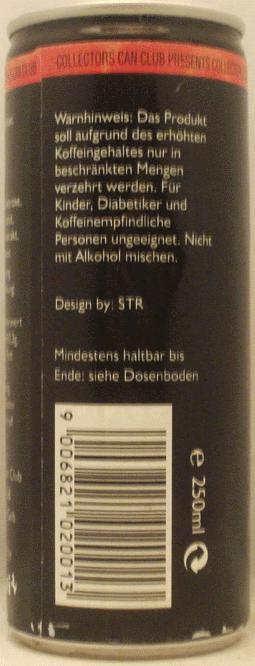 COLLECTORS CAN CLUB PRESENTS COLLECTO
Warnhinweis: Das Produkt
soll aufgrund des erhöhten
Koffeingehaltes nur in
beschränkten Mengen
verzehrt werden. Für
Kinder, Diabetiker und
Koffeinempfindliche
Personen ungeeignet. Nicht
mit Alkohol mischen.
Design by: STR
Mindestens haltbar bis
Ende: siehe Dosenboden
9 006821 020013
e 250ml